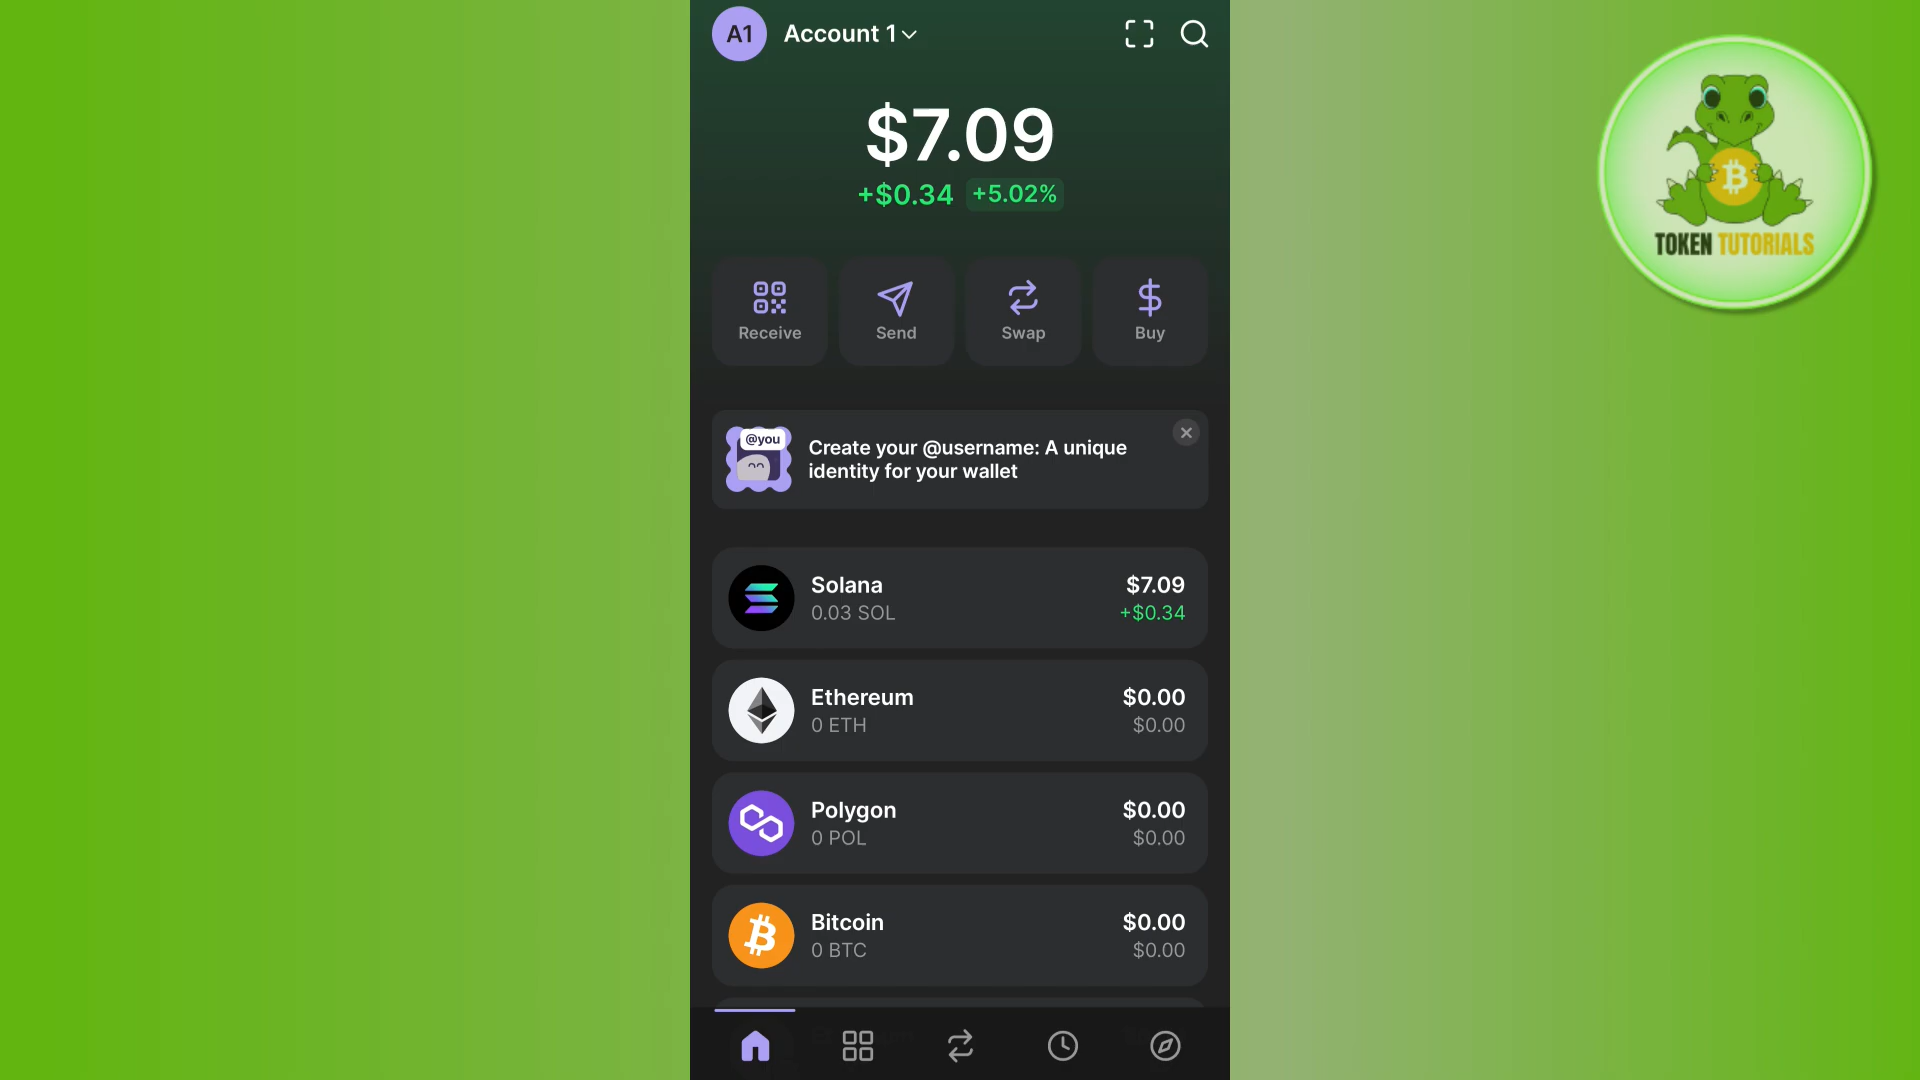 A1 Account 1
$7.09
+$0.34 +5.02%
Receive Send Swap Buy
@you
Create your @username: A unique
identity for your wallet
Solana $7.09
0.03 SOL +$0.34
Ethereum $0.00
0 ETH $0.00
Polygon $0.00
0 POL $0.00
Bitcoin $0.00
0 BTC $0.00
TOKEN TUTORIALS